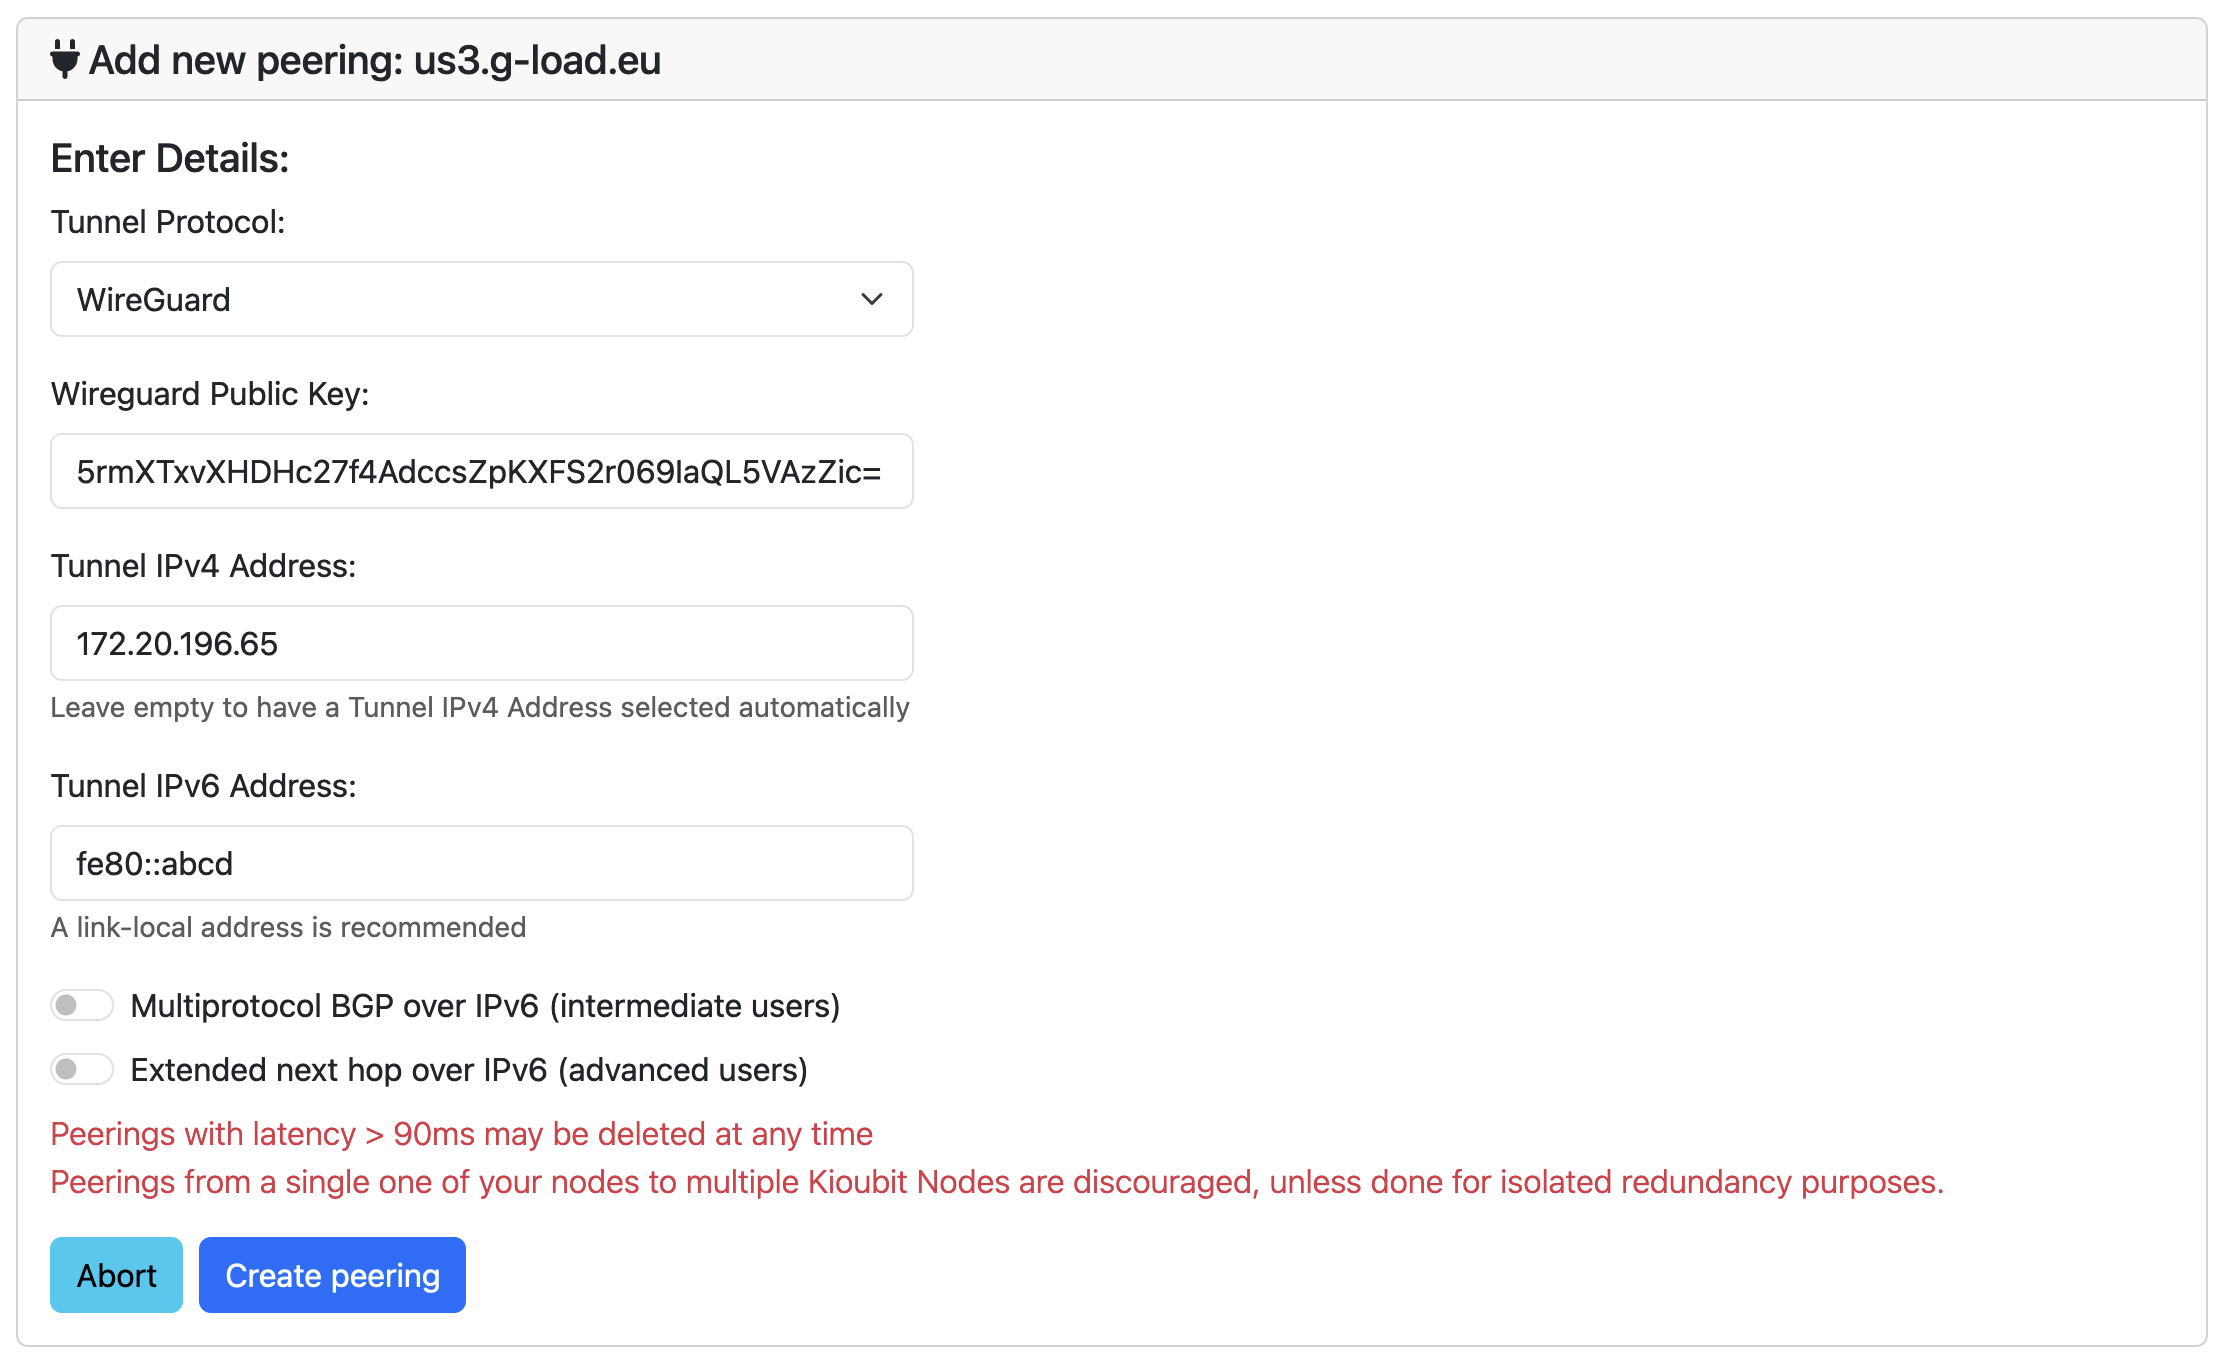 Add new peering: us3.g-load.eu
Enter Details:
Tunnel Protocol:
WireGuard
Wireguard Public Key:
5rmXTxvXHDHc27f4AdccsZpKXFS2r069IaQL5VAzZic=
Tunnel IPv4 Address:
172.20.196.65
Leave empty to have a Tunnel IPv4 Address selected automatically
Tunnel IPv6 Address:
fe80::abcd
A link-local address is recommended
Multiprotocol BGP over IPv6 (intermediate users)
Extended next hop over IPv6 (advanced users)
Peerings with latency > 90ms may be deleted at any time
Peerings from a single one of your nodes to multiple Kioubit Nodes are discouraged, unless done for isolated redundancy purposes.
Abort
Create peering